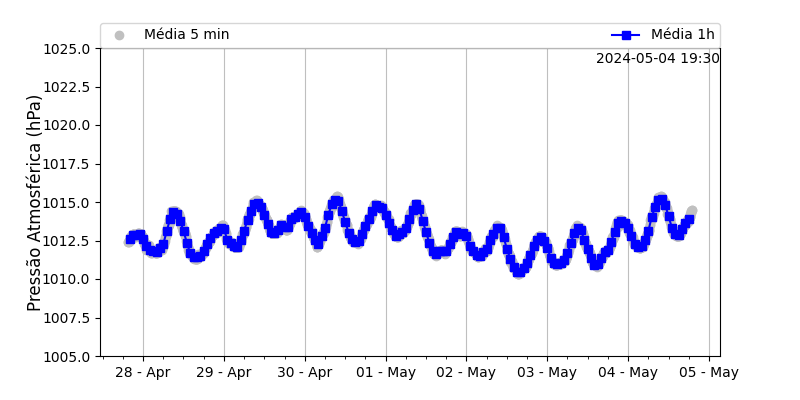 Média 5 min
Média 1h
2024-05-04 19:30
Pressão Atmosférica (hPa)
1025.0
1022.5
1020.0
1017.5
1015.0
1012.5
1010.0
1007.5
1005.0
28 - Apr 29 - Apr 30 - Apr 01 - May 02 - May 03 - May 04 - May 05 - May